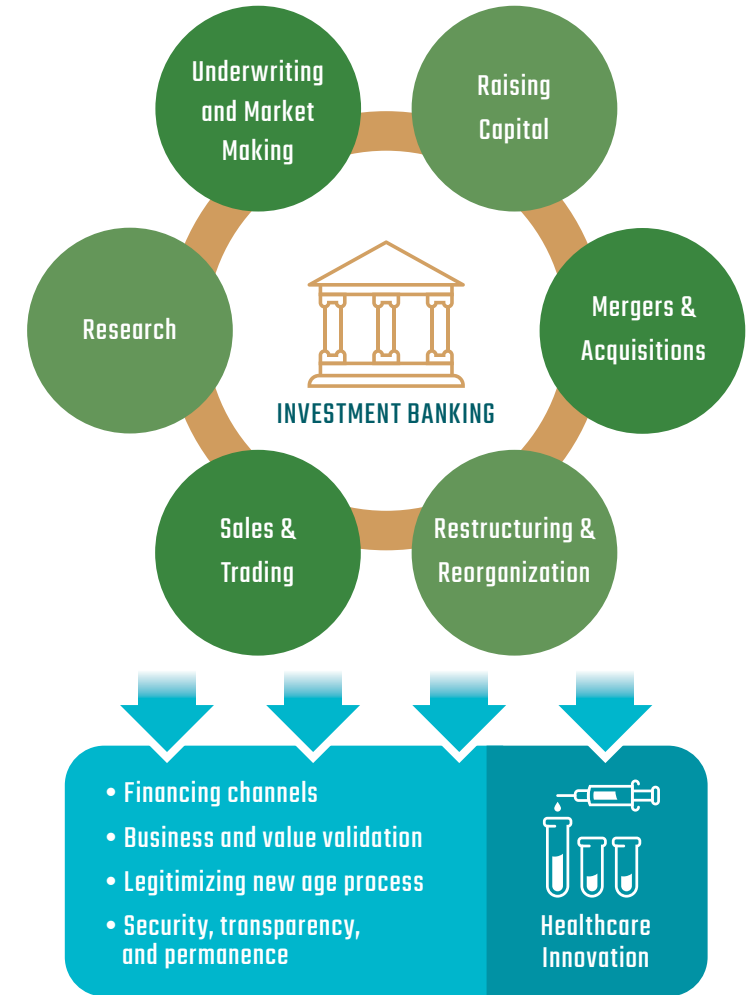 Underwriting
and Market
Making
Raising
Capital
Research
Mergers &
Acquisitions
INVESTMENT BANKING
Sales &
Trading
Restructuring &
Reorganization
• Financing channels
• Business and value validation
• Legitimizing new age process
• Security, transparency,
and permanence
Healthcare
Innovation